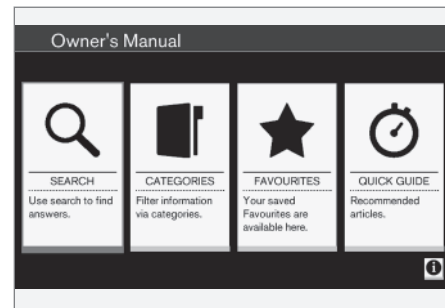 Owner's Manual
SEARCH
Use search to find
answers.
CATEGORIES
Filter information
via categories.
FAVOURITES
Your saved
Favourites are
available here.
QUICK GUIDE
Recommended
articles.
i